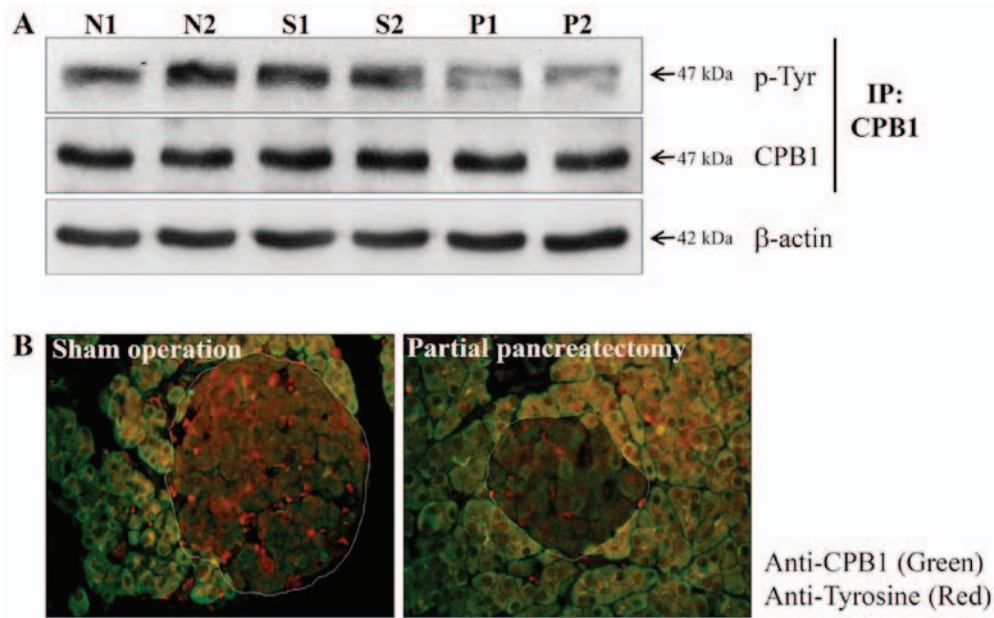 A
N1 N2 S1 S2 P1 P2
←47 kDa p-Tyr
←47 kDa CPB1
IP:
CPB1
←42 kDa β-actin
B
Sham operation
Partial pancreatectomy
Anti-CPB1 (Green)
Anti-Tyrosine (Red)